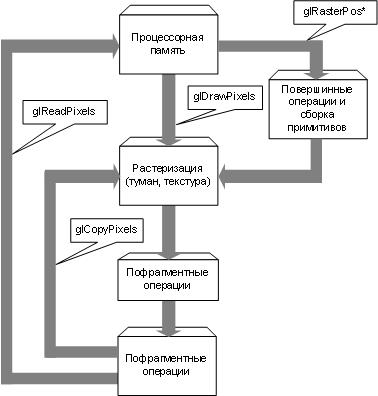 glRasterPos*
Процессорная
память
glDrawPixels
glReadPixels
Повершинные
операции и
сборка
примитивов
Растеризация
(туман, текстура)
glCopyPixels
Пофрагментные
операции
Пофрагментные
операции